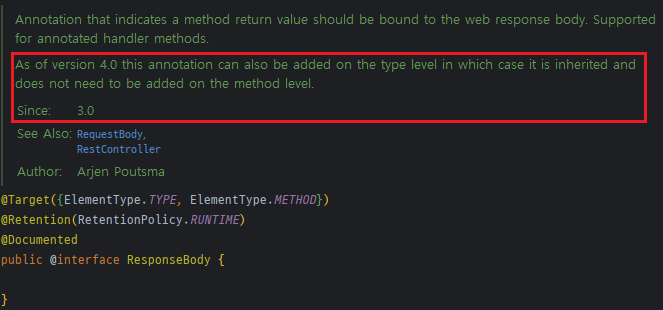 Annotation that indicates a method return value should be bound to the web response body. Supported
for annotated handler methods.
As of version 4.0 this annotation can also be added on the type level in which case it is inherited and
does not need to be added on the method level.
Since: 3.0
See Also: RequestBody,
RestController
Author: Arjen Poutsma
@Target({ElementType.TYPE, ElementType.METHOD})
@Retention(RetentionPolicy.RUNTIME)
@Documented
public @interface ResponseBody {
}